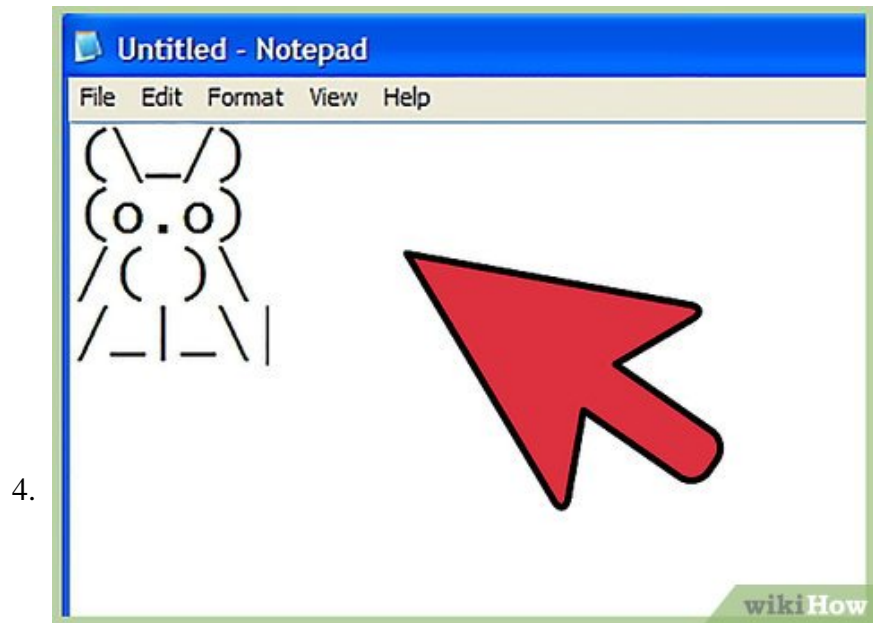 Untitled - Notepad
File Edit Format View Help
(\_/)
(o.o)
/( )\
/_|_\|
4.
wikiHow